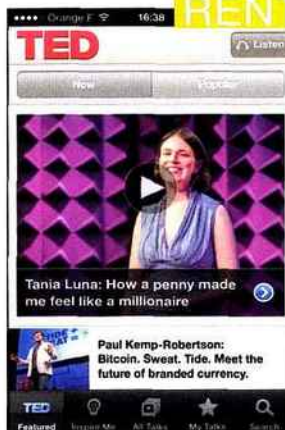 Orange F 16:38
REN
TED
Listen
New Popular
Tania Luna: How a penny made
me feel like a millionaire
Paul Kemp-Robertson:
Bitcoin. Sweat. Tide. Meet the
future of branded currency.
TED
Featured Inspire Me All Talks My Talks Search